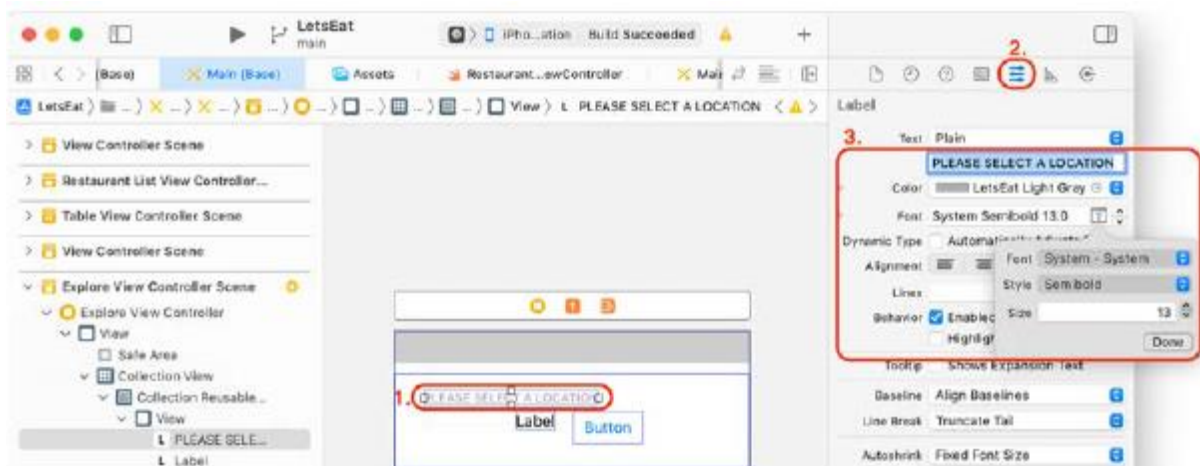 LetsEat
main
iPho...ation Build Succeeded
(Base)
Main (Base)
Assets
Restaurant...ewController
Mai
LetsEat
View
L PLEASE SELECT A LOCATION
View Controller Scene
Restaurant List View Controller...
Table View Controller Scene
View Controller Scene
Explore View Controller Scene
Explore View Controller
View
Safe Area
Collection View
Collection Reusable...
View
L PLEASE SELE...
L Label
1.
PLEASE SELECT A LOCATION
Label
Button
2.
Label
3.
Text Plain
PLEASE SELECT A LOCATION
Color LetsEat Light Gray
Font System Semibold 13.0
Dynamic Type
Alignment
Lines
Behavior Enabled
Highligh
Font System - System
Style Semibold
Size 13
Done
Tooltip Shows Expansion Text
Baseline Align Baselines
Line Break Truncate Tail
Autoshrink Fixed Font Size